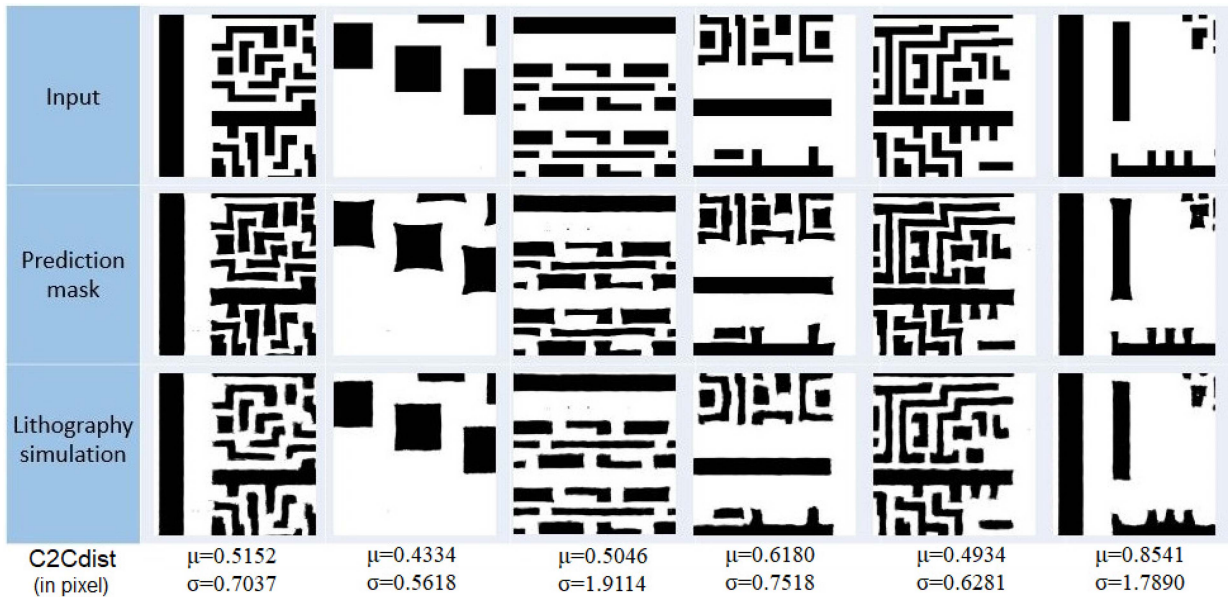 Input
Prediction
mask
Lithography
simulation
C2Cdist
(in pixel)
μ=0.5152
σ=0.7037
μ=0.4334
σ=0.5618
μ=0.5046
σ=1.9114
μ=0.6180
σ=0.7518
μ=0.4934
σ=0.6281
μ=0.8541
σ=1.7890